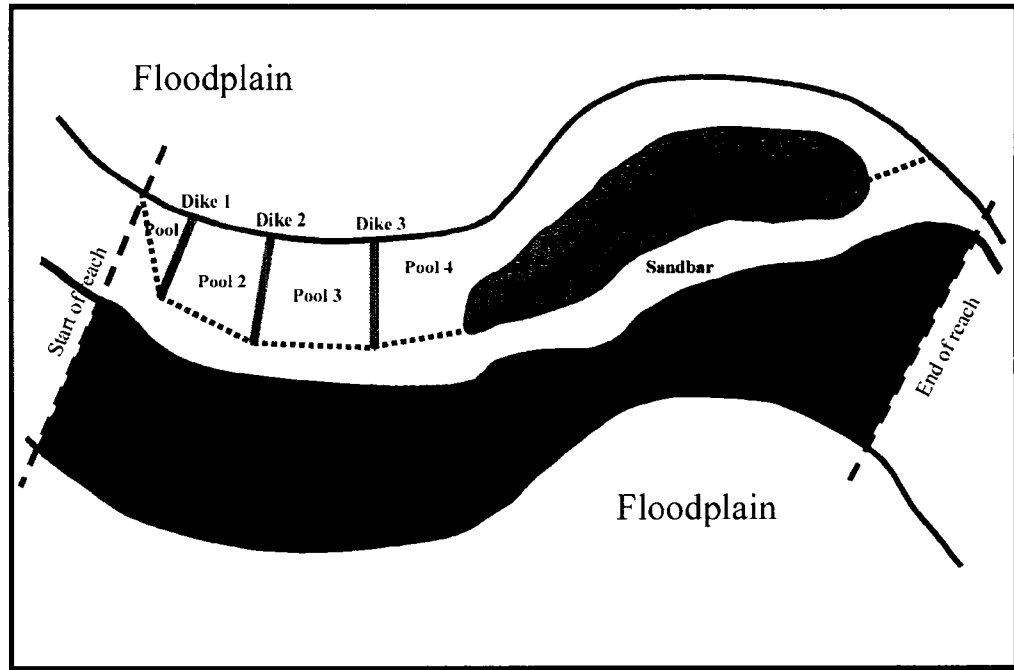 Floodplain
Dike 1
Dike 2
Dike 3
Pool
Pool 2
Pool 3
Pool 4
Sandbar
Start of reach
End of reach
Floodplain